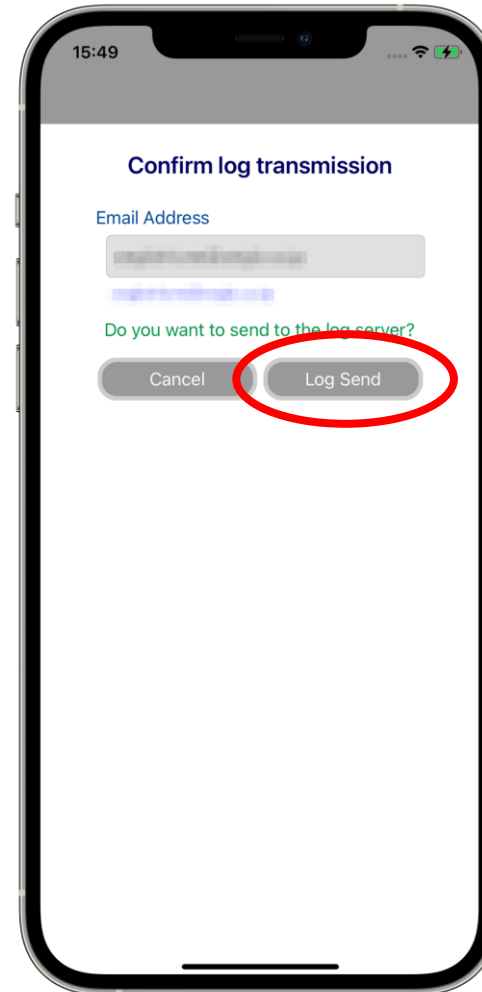 15:49
Confirm log transmission
Email Address
Do you want to send to the log server?
Cancel
Log Send